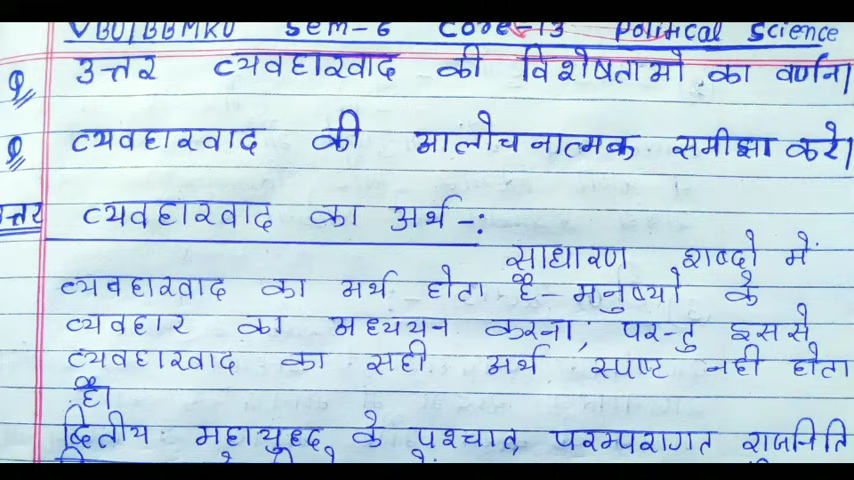 VBU/BBMKU Sem-6 Core-13 Political Science
Q उत्तर व्यवहारवाद की विशेषताओ का वर्णन।
Q व्यवहारवाद की आलोचनात्मक समीक्षा करे।
उत्तर व्यवहारवाद का अर्थ -:
साधारण शब्दो में
व्यवहारवाद का अर्थ होता है - मनुष्यो के
व्यवहार का अध्ययन करना; परन्तु इससे
व्यवहारवाद का सही अर्थ स्पष्ट नही होता
है।
द्वितीय महायुध्द के पश्चात, परम्परागत राजनिति